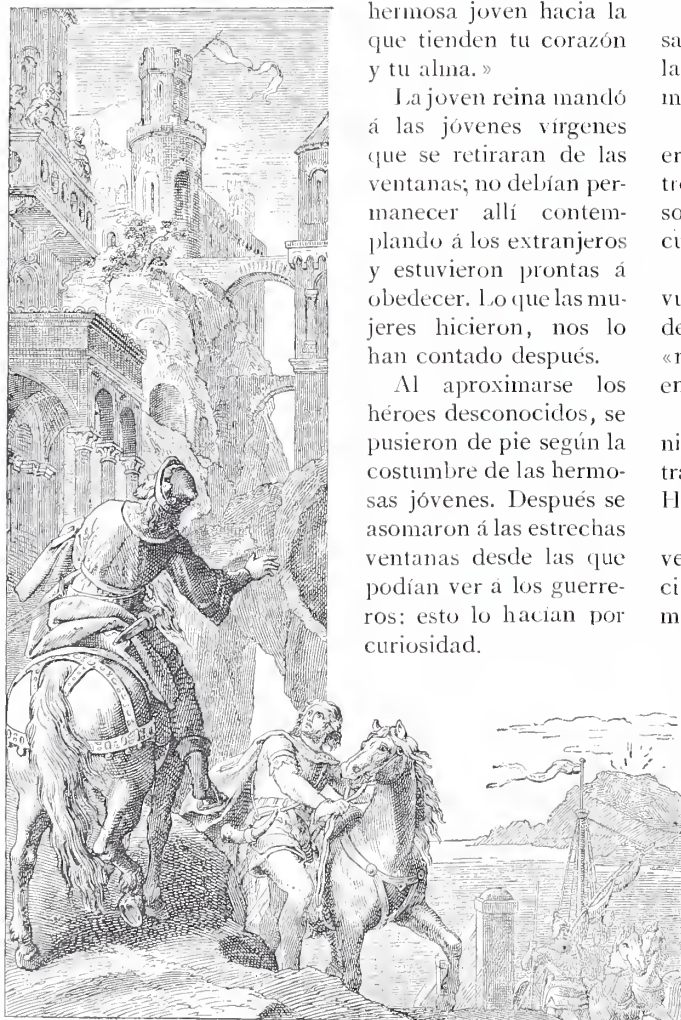 hermosa joven hacia la
que tienden tu corazón
y tu alma.»
La joven reina mandó
á las jóvenes vírgenes
que se retiraran de las
ventanas; no debían per-
manecer allí contem-
plando á los extranjeros
y estuvieron prontas á
obedecer. Lo que las mu-
jeres hicieron, nos lo
han contado después.
Al aproximarse los
héroes desconocidos, se
pusieron de pie según la
costumbre de las hermo-
sas jóvenes. Después se
asomaron á las estrechas
ventanas desde las que
podían ver á los guerre-
ros: esto lo hacían por
curiosidad.